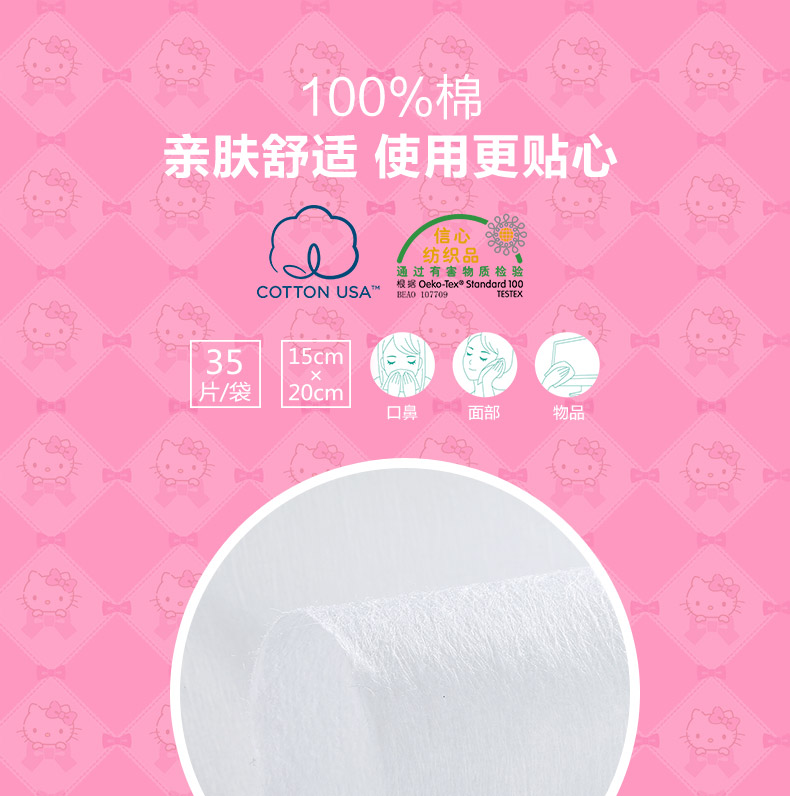 100%棉
亲肤舒适 使用更贴心
COTTON USA™
信心
纺织品
通过有害物质检验
根据 Oeko-Tex® Standard 100
BEAO 107709 TESTEX
35
片/袋
15cm
×
20cm
口鼻
面部
物品